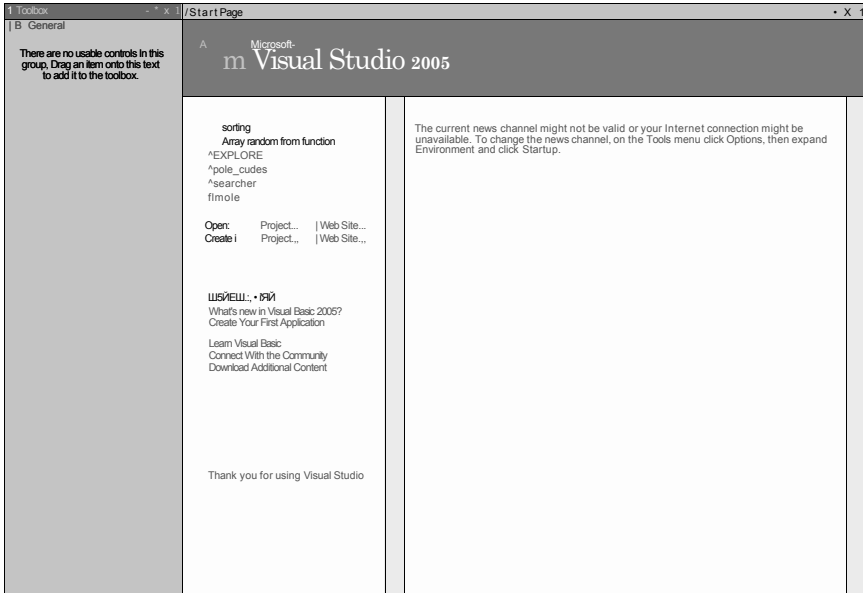 1 Toolbox - " x 1
| B General
There are no usable controls In this
group, Drag an item onto this text
to add it to the toolbox.
/Start Page • X 1
A
Microsoft-
m Visual Studio 2005
sorting
Array random from function
^EXPLORE
^pole_cudes
^searcher
flmole
Open: Project... | Web Site...
Create i Project.,, | Web Site.,,
Ш5ЙЕШ.:, • ïЯЙ
What's new in Visual Basic 2005?
Create Your First Application
Learn Visual Basic
Connect With the Community
Download Additional Content
Thank you for using Visual Studio
The current news channel might not be valid or your Internet connection might be
unavailable. To change the news channel, on the Tools menu click Options, then expand
Environment and click Startup.